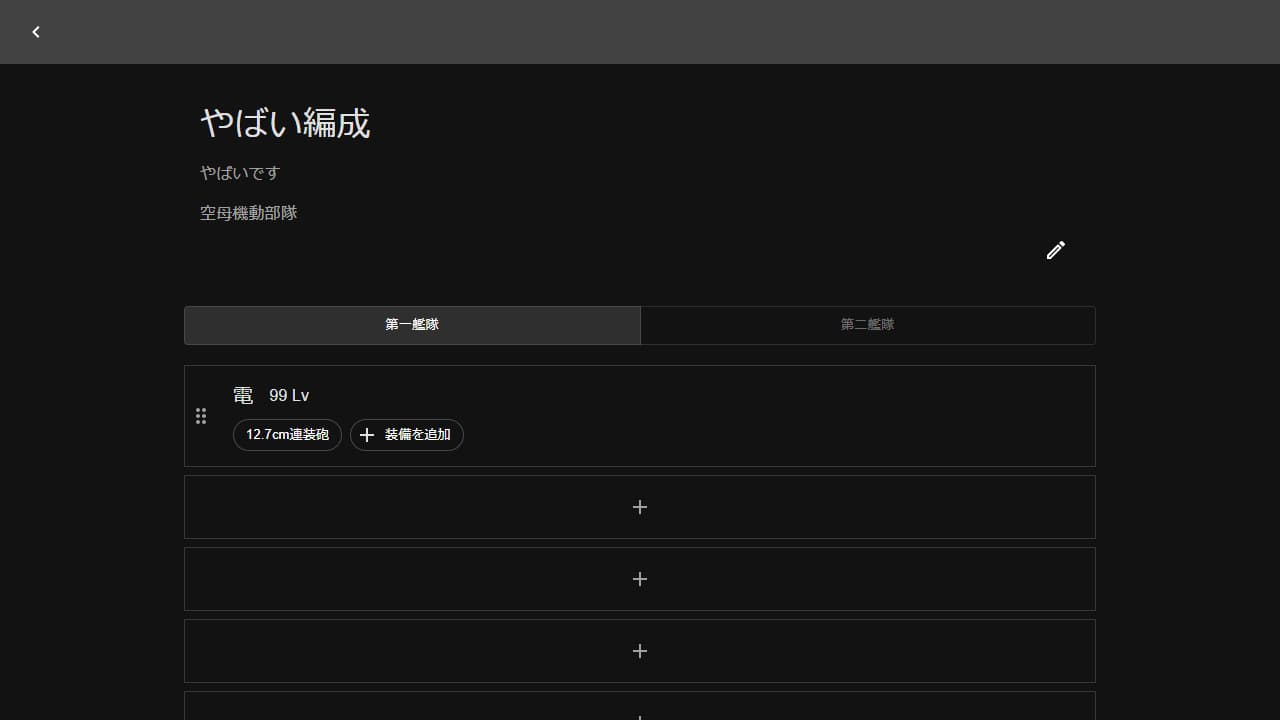 やばい編成
やばいです
空母機動部隊
第一艦隊 第二艦隊
電 99 Lv
12.7cm連装砲 装備を追加